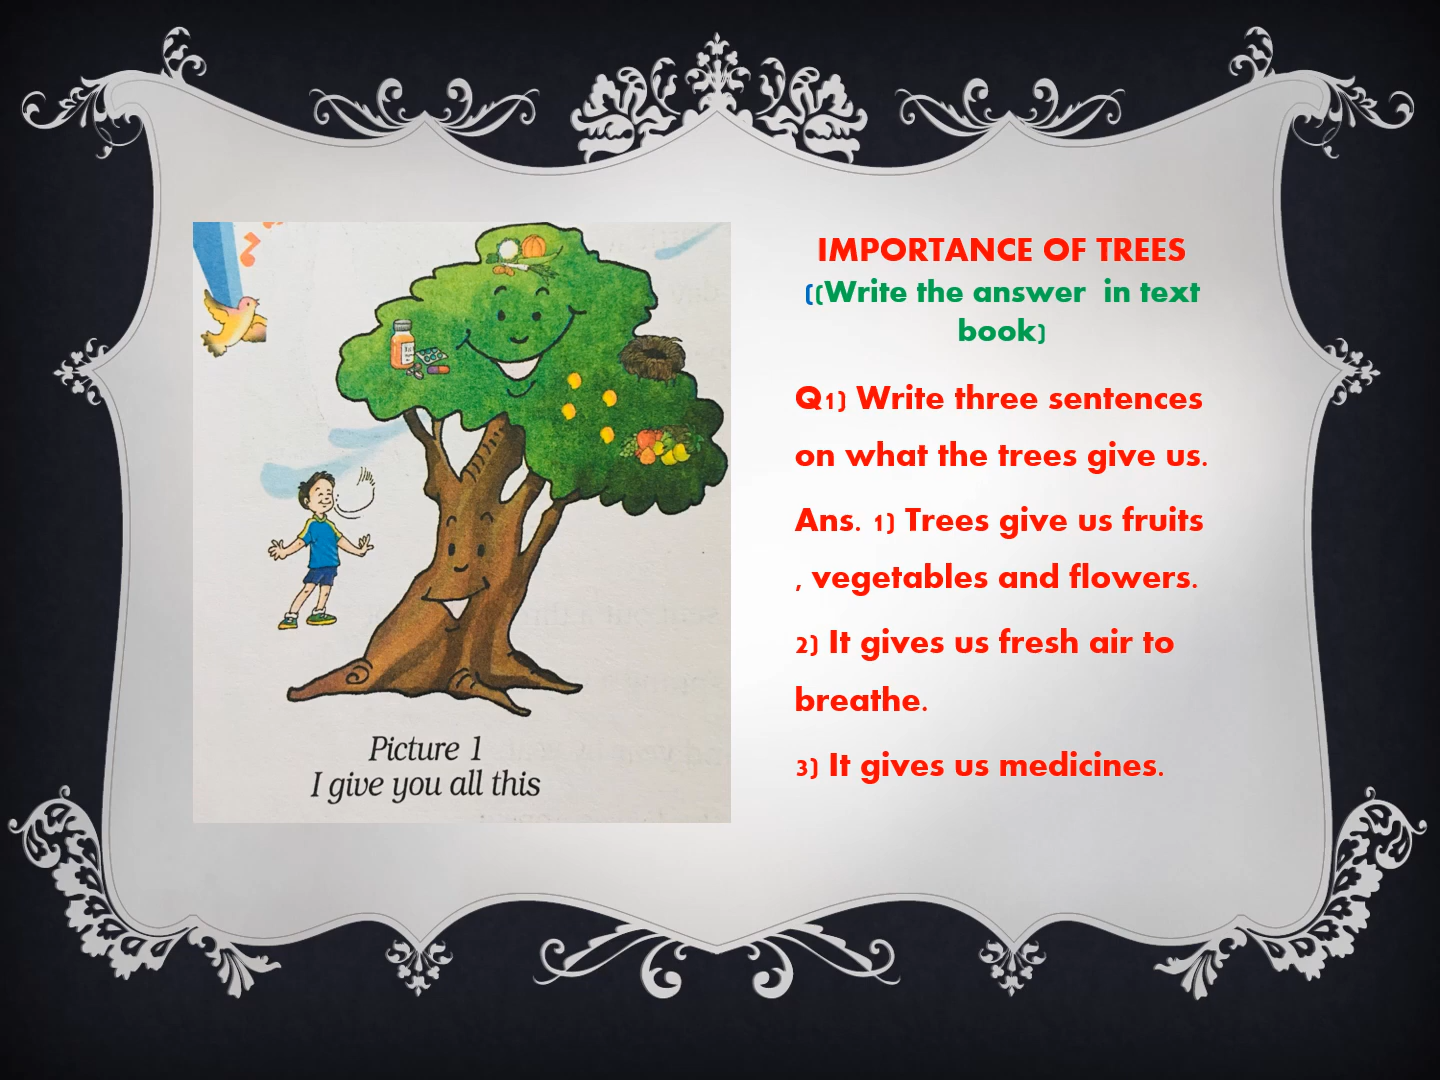 IMPORTANCE OF TREES
((Write the answer in text
book)
Q1) Write three sentences
on what the trees give us.
Ans. 1) Trees give us fruits
, vegetables and flowers.
2) It gives us fresh air to
breathe.
3) It gives us medicines.
Picture 1
I give you all this